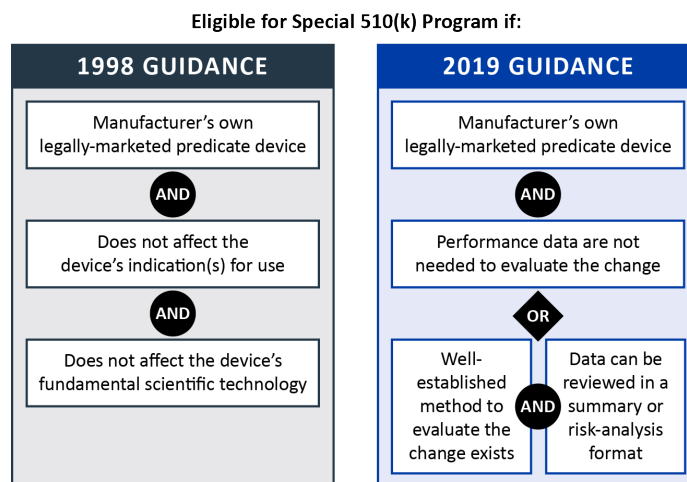 Eligible for Special 510(k) Program if:
1998 GUIDANCE
Manufacturer’s own
legally-marketed predicate device
AND
Does not affect the
device’s indication(s) for use
AND
Does not affect the device’s
fundamental scientific technology
2019 GUIDANCE
Manufacturer’s own
legally-marketed predicate device
AND
Performance data are not
needed to evaluate the change
OR
Well-
established
method to
evaluate the
change exists
AND
Data can be
reviewed in a
summary or
risk-analysis
format